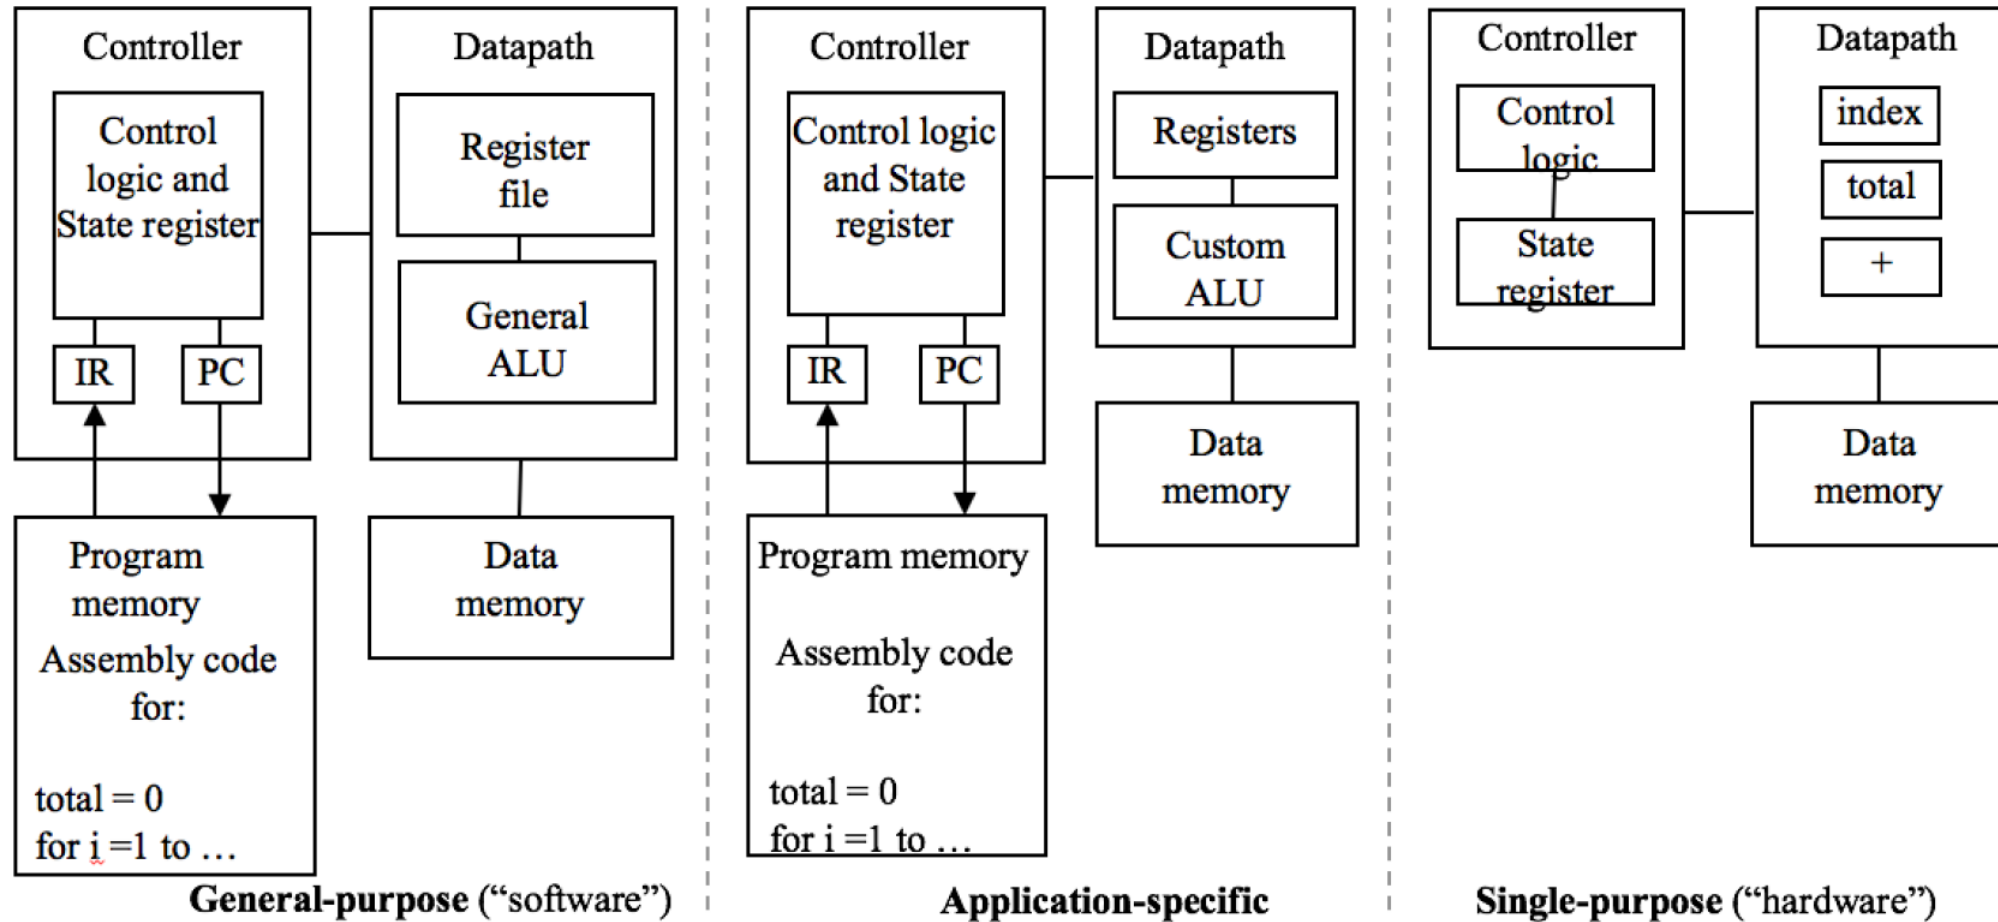 Controller
Control
logic and
State register
IR
PC
Datapath
Register
file
General
ALU
Program
memory
Assembly code
for:
total = 0
for i =1 to …
Data
memory
General-purpose (“software”)
Controller
Control logic
and State
register
IR
PC
Datapath
Registers
Custom
ALU
Data
memory
Program memory
Assembly code
for:
total = 0
for i =1 to …
Application-specific
Controller
Control
logic
State
register
Datapath
index
total
+
Data
memory
Single-purpose (“hardware”)